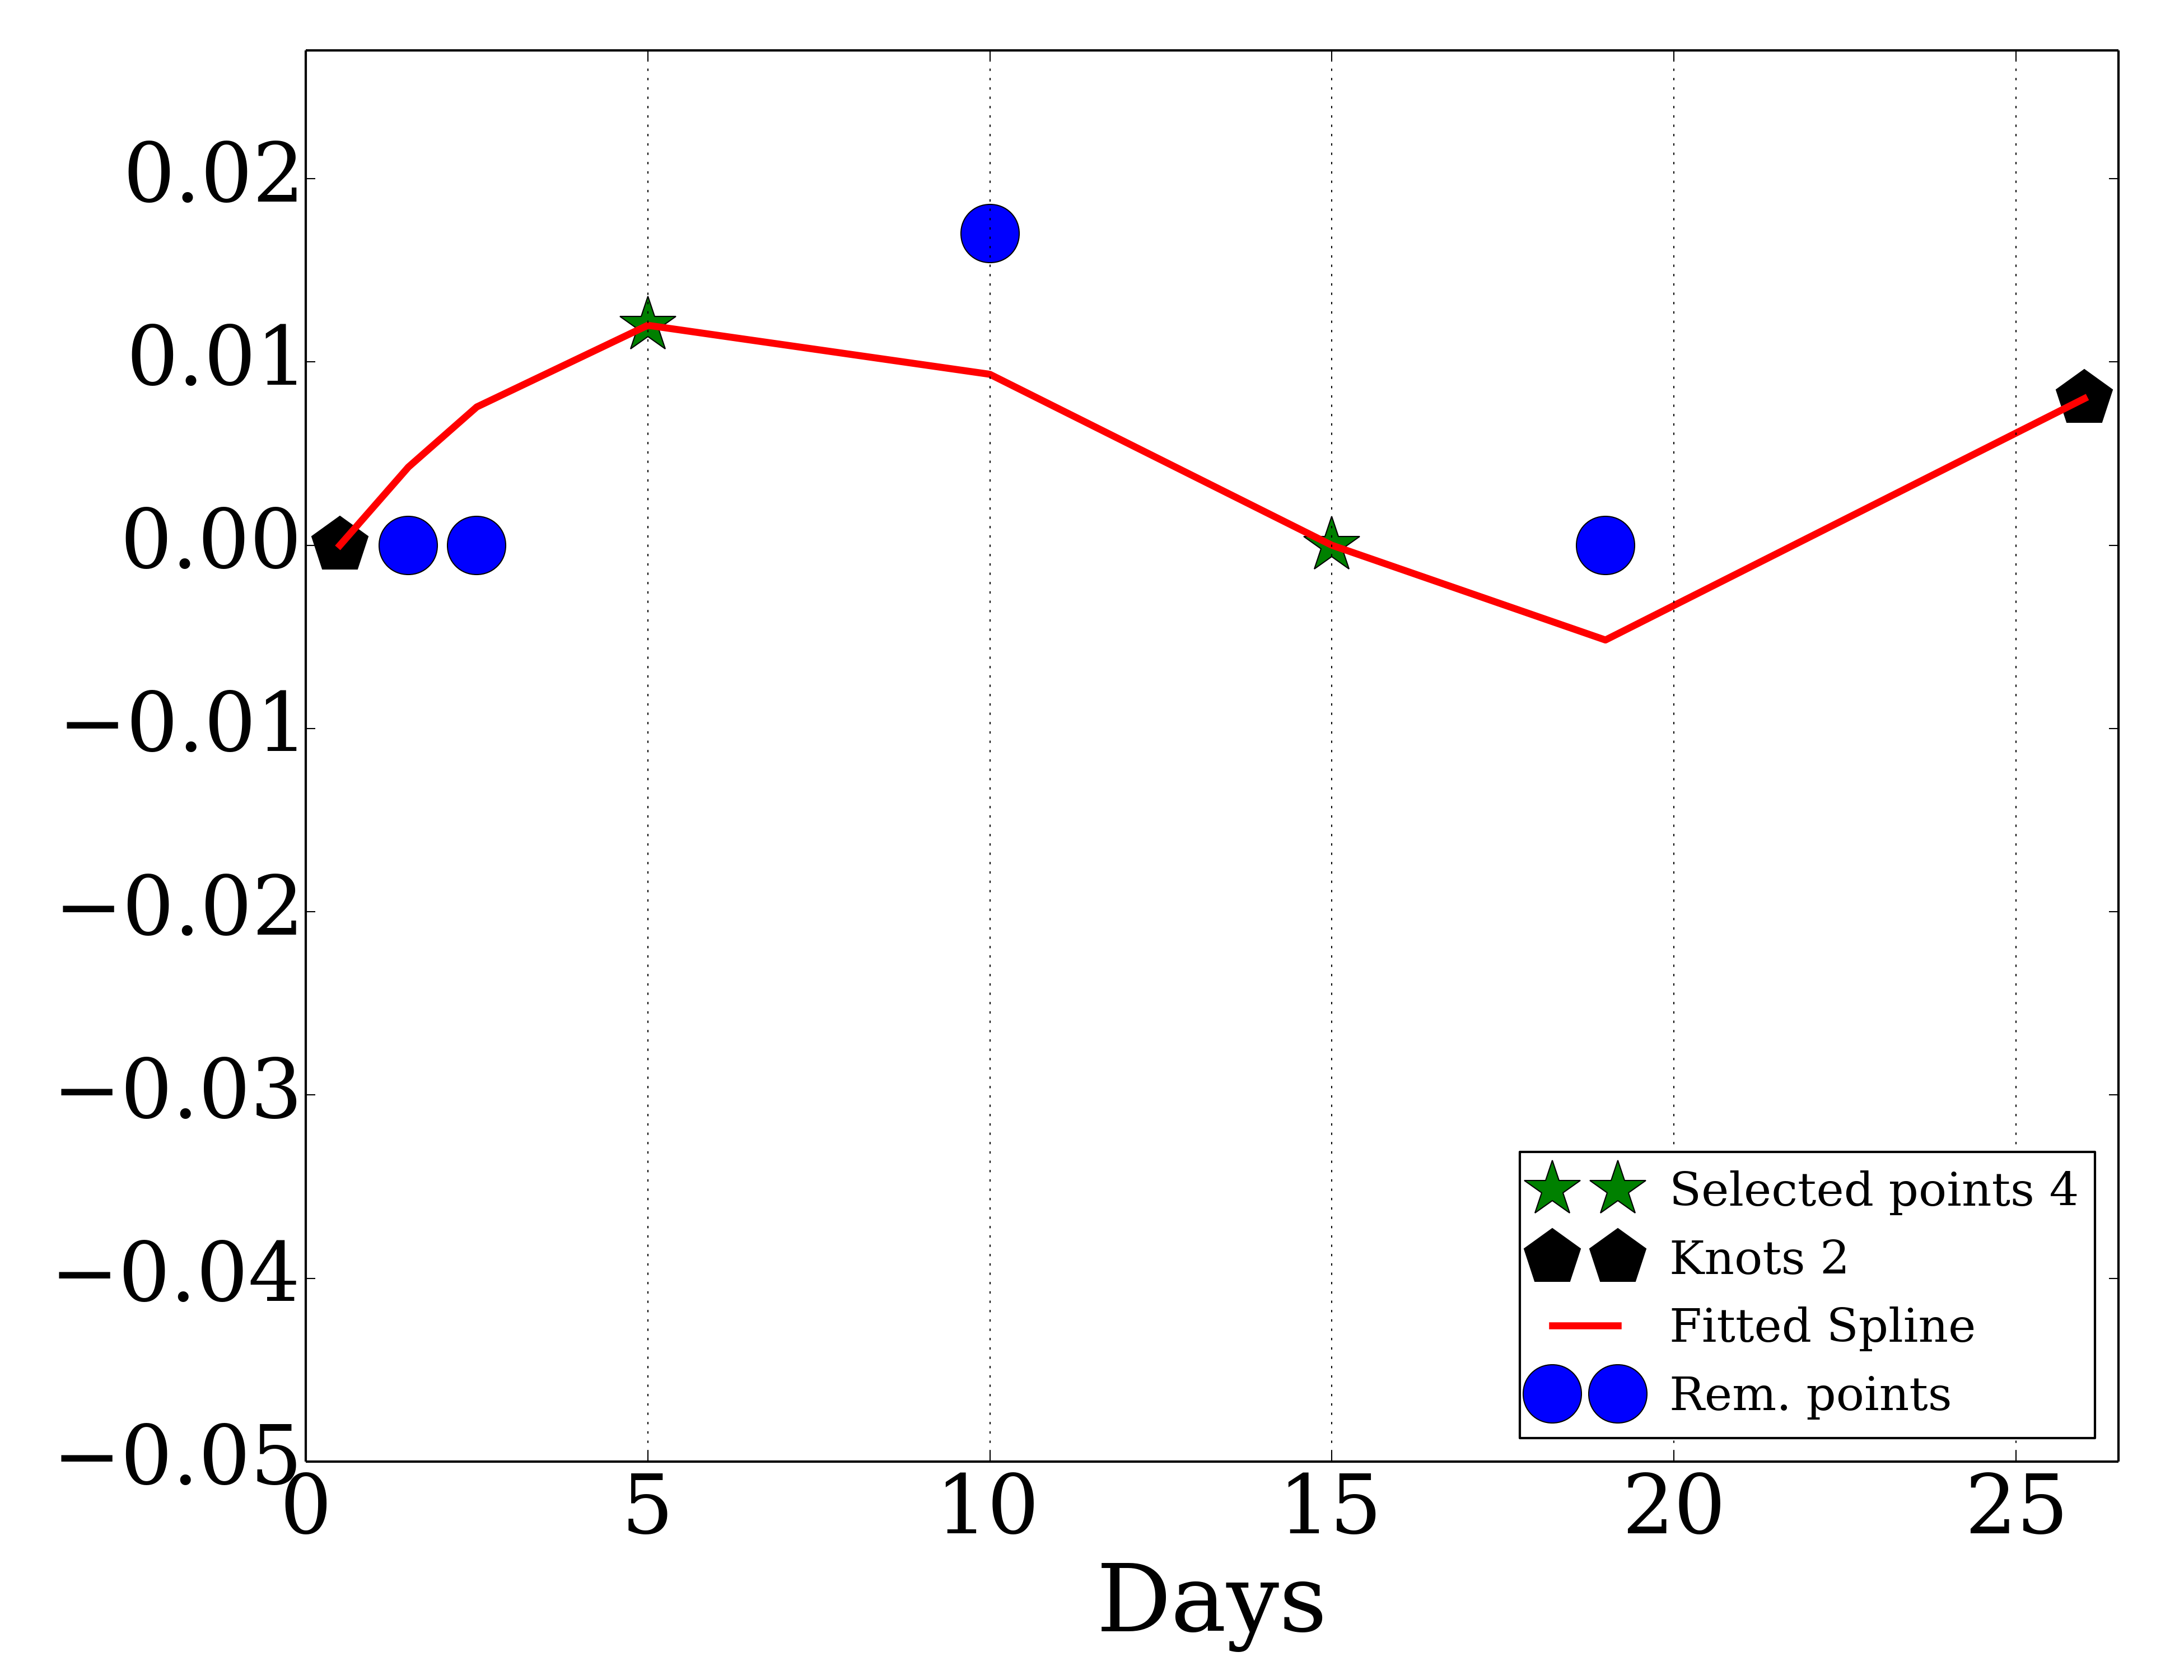 0.02
0.01
0.00
−0.01
−0.02
−0.03
−0.04
−0.05
0 5 10 15 20 25
Days
Selected points 4
Knots 2
Fitted Spline
Rem. points